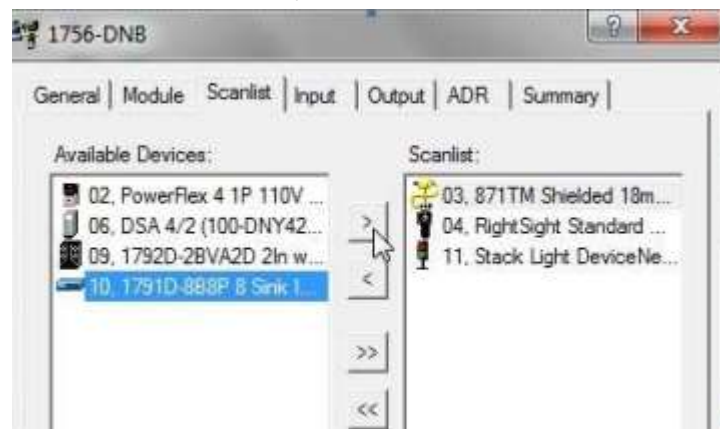 1756-DNB
General Module Scanlist Input Output ADR Summary
Available Devices:
02, PowerFlex 4 1P 110V ...
06, DSA 4/2 (100-DNY42...
09, 1792D-2BVA2D 2In w...
10, 1791D-8B8P 8 Sink I...
>
<
>>
<<
Scanlist:
03, 871TM Shielded 18m...
04, RightSight Standard ...
11, Stack Light DeviceNe...